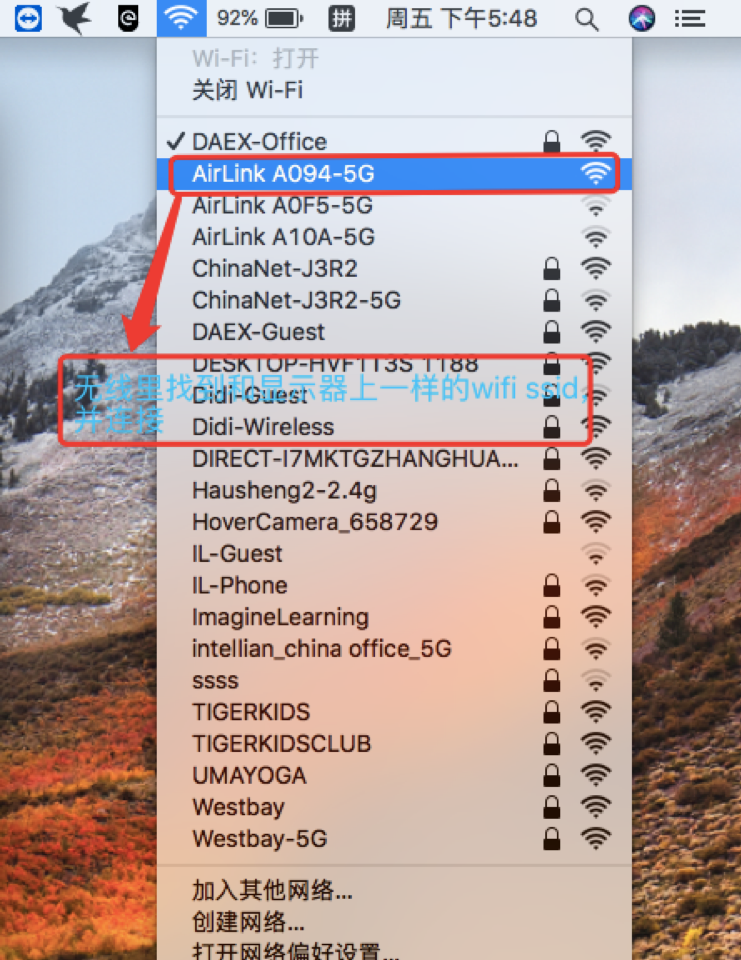 92% 拼 周五 下午5:48
Wi-Fi：打开
关闭 Wi-Fi
DAEX-Office
AirLink A094-5G
AirLink A0F5-5G
AirLink A10A-5G
ChinaNet-J3R2
ChinaNet-J3R2-5G
DAEX-Guest
DESKTOP-HVF1T3S 1188
无线里找到和显示器上一样的wifi ssid，
Didi-Guest
并连接
Didi-Wireless
DIRECT-I7MKTGZHANGHUA...
Hausheng2-2.4g
HoverCamera_658729
IL-Guest
IL-Phone
ImagineLearning
intellian_china office_5G
ssss
TIGERKIDS
TIGERKIDSCLUB
UMAYOGA
Westbay
Westbay-5G
加入其他网络...
创建网络...
打开网络偏好设置...